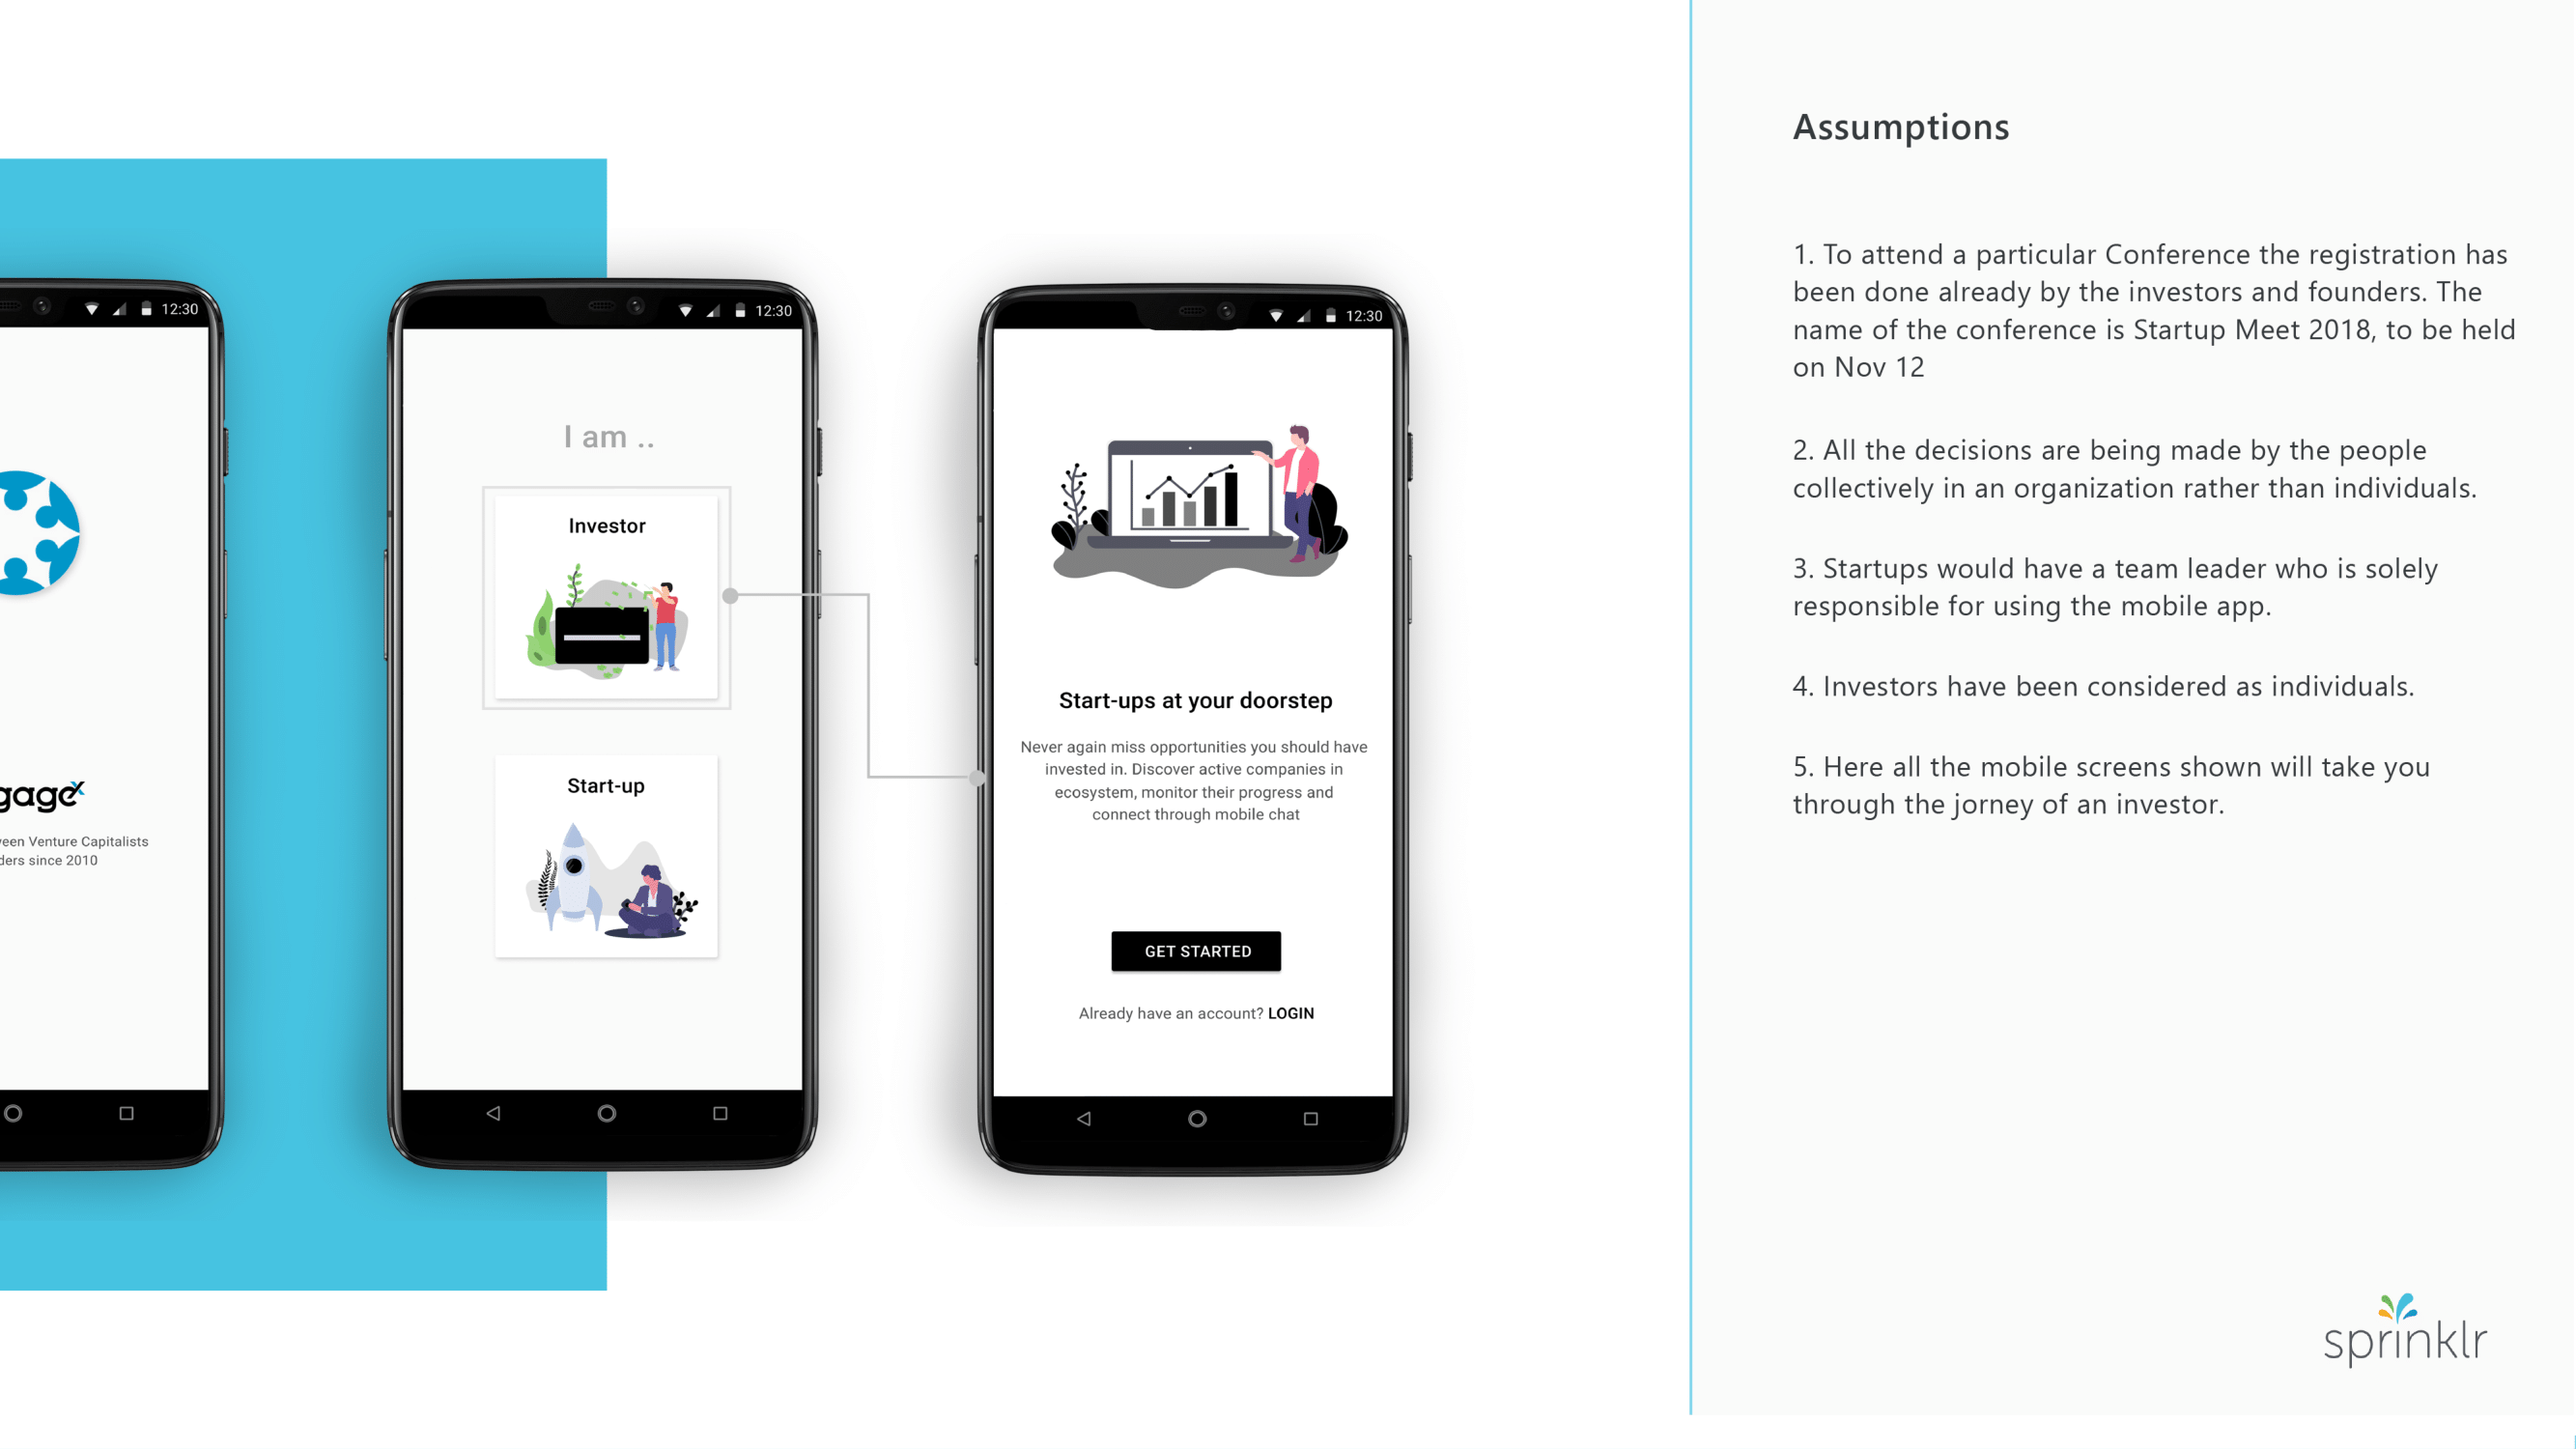 12:30
gagex
ween Venture Capitalists
ders since 2010
12:30
I am ..
Investor
Start-up
12:30
Start-ups at your doorstep
Never again miss opportunities you should have
invested in. Discover active companies in
ecosystem, monitor their progress and
connect through mobile chat
GET STARTED
Already have an account? LOGIN
Assumptions
1. To attend a particular Conference the registration has
been done already by the investors and founders. The
name of the conference is Startup Meet 2018, to be held
on Nov 12
2. All the decisions are being made by the people
collectively in an organization rather than individuals.
3. Startups would have a team leader who is solely
responsible for using the mobile app.
4. Investors have been considered as individuals.
5. Here all the mobile screens shown will take you
through the jorney of an investor.
sprinklr